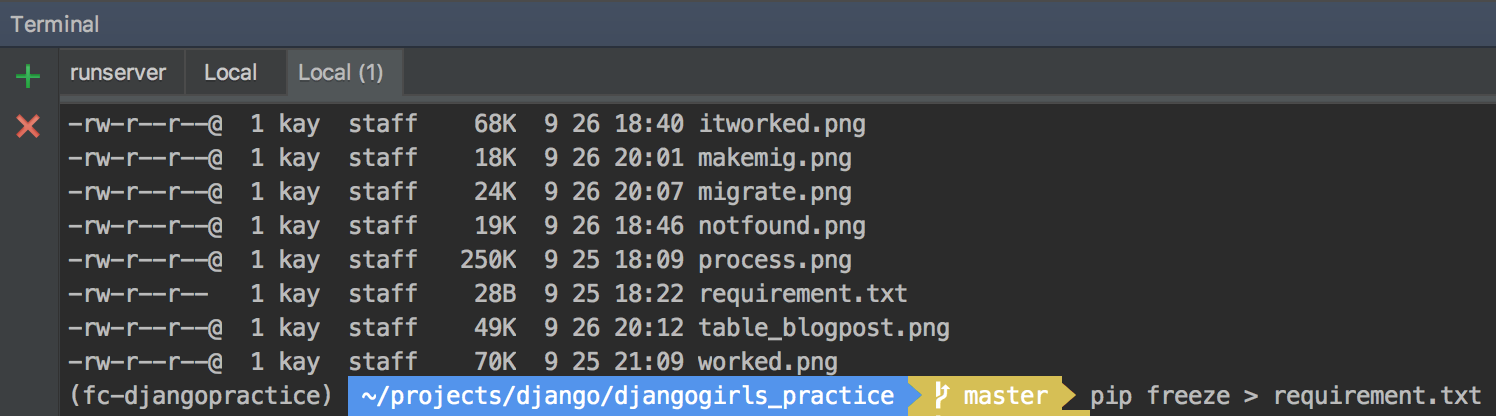 Terminal
runserver Local Local (1)
-rw-r--r--@ 1 kay staff 68K 9 26 18:40 itworked.png
-rw-r--r--@ 1 kay staff 18K 9 26 20:01 makemig.png
-rw-r--r--@ 1 kay staff 24K 9 26 20:07 migrate.png
-rw-r--r--@ 1 kay staff 19K 9 26 18:46 notfound.png
-rw-r--r--@ 1 kay staff 250K 9 25 18:09 process.png
-rw-r--r-- 1 kay staff 28B 9 25 18:22 requirement.txt
-rw-r--r--@ 1 kay staff 49K 9 26 20:12 table_blogpost.png
-rw-r--r--@ 1 kay staff 70K 9 25 21:09 worked.png
(fc-djangopractice) ~/projects/django/djangogirls_practice master pip freeze > requirement.txt